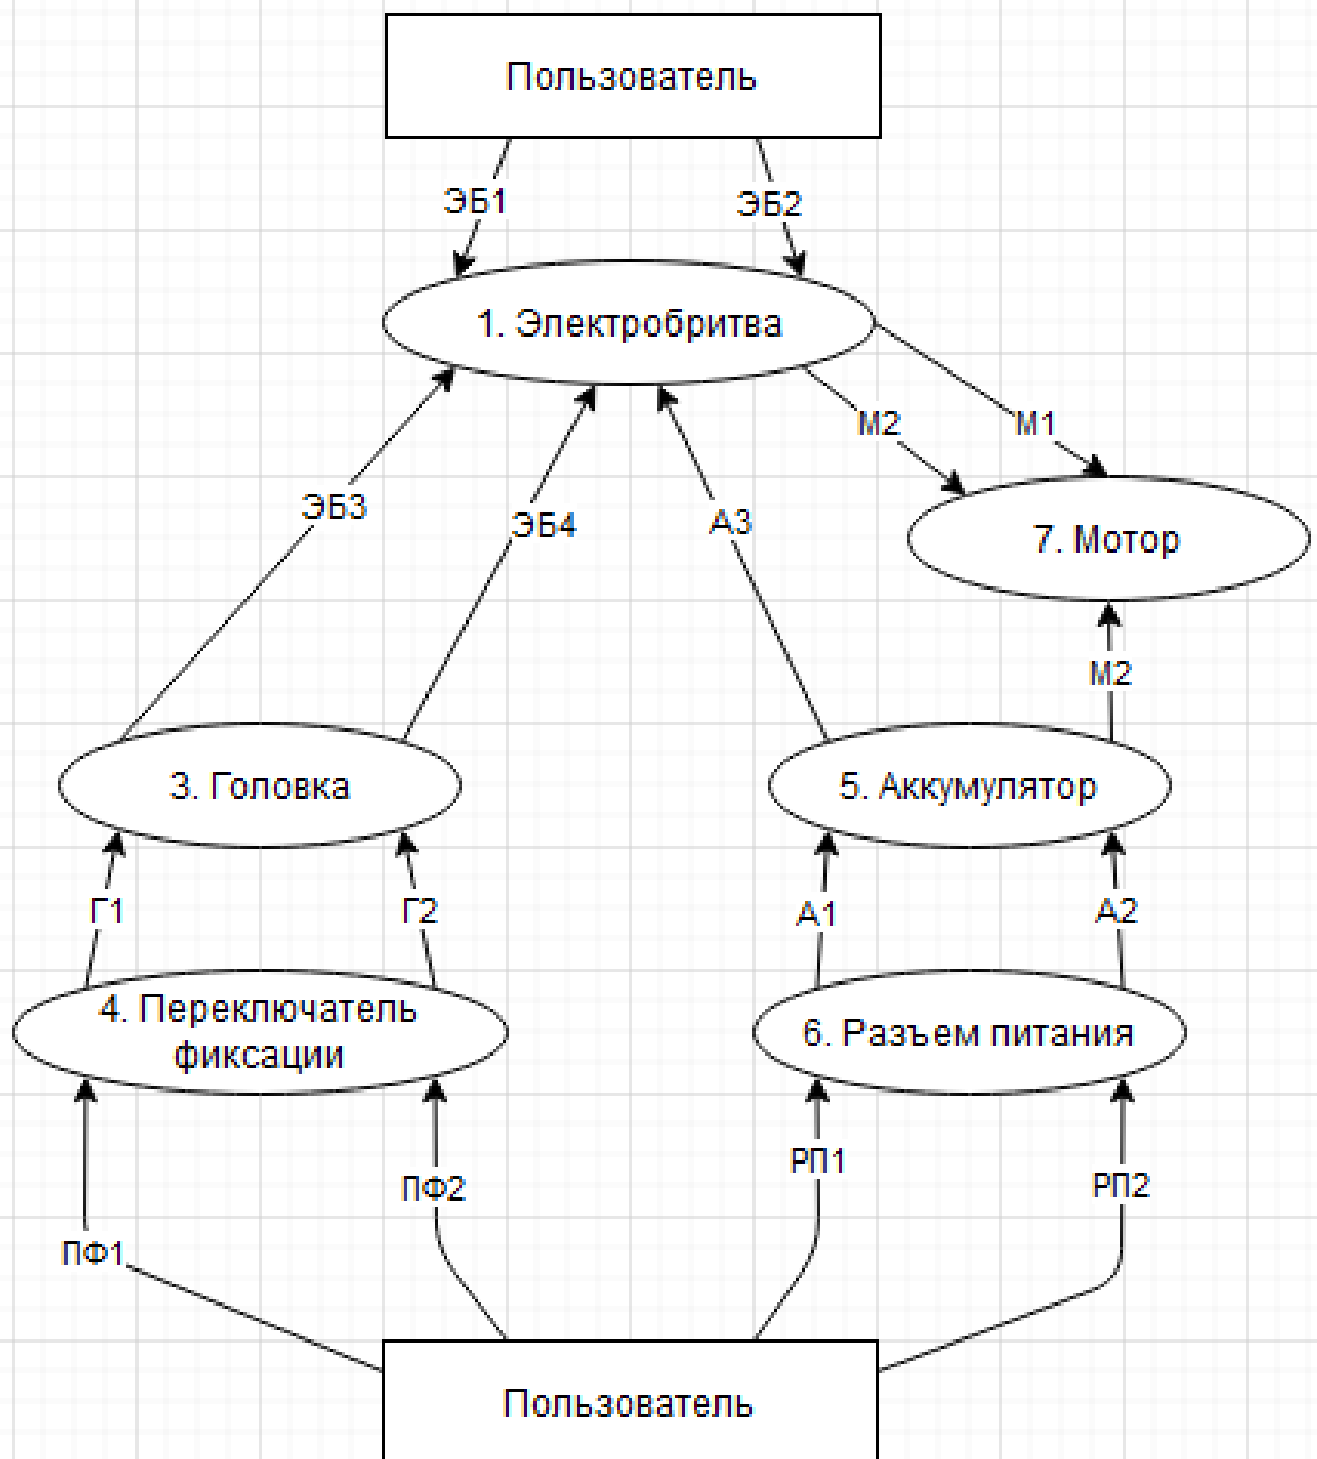 Пользователь
ЭБ1
ЭБ2
1. Электробритва
М2
М1
ЭБ3
ЭБ4
А3
7. Мотор
М2
3. Головка
5. Аккумулятор
Г1
Г2
А1
А2
4. Переключатель
фиксации
6. Разъем питания
ПФ2
РП1
РП2
ПФ1
Пользователь